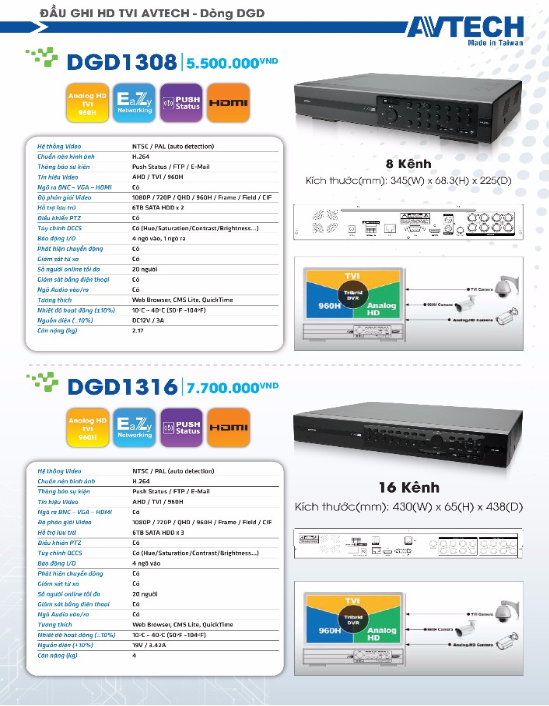 ĐẦU GHI HD TVI AVTECH - Dòng DGD
AVTECH
Made in Taiwan
DGD1308 5.500.000VND
Analog HD
TVI
960H
EaZy
Networking
PUSH
Status
HDMI
Hệ thống Video NTSC / PAL (auto detection)
Chuẩn nén hình ảnh H.264
Thông báo sự kiện Push Status / FTP / E-Mail
Tín hiệu Video AHD / TVI / 960H
Ngõ ra BNC – VGA – HDMI Có
Độ phân giải Video 1080P / 720P / QHD / 960H / Frame / Field / CIF
Hỗ trợ lưu trữ 6TB SATA HDD x 2
Điều khiển PTZ Có
Tùy chỉnh DCCS Có (Hue/Saturation/Contrast/Brightness...)
Báo động I/O 4 ngõ vào, 1 ngõ ra
Phát hiện chuyển động Có
Giám sát từ xa Có
Số người online tối đa 20 người
Giám sát bằng điện thoại Có
Ngõ Audio vào/ra Có
Tương thích Web Browser, CMS Lite, QuickTime
Nhiệt độ hoạt động (±10%) 10°C ~ 40°C (50°F ~104°F)
Nguồn điện (±10%) DC12V / 3A
Cân nặng (kg) 2.17
8 Kênh
Kích thước(mm): 345(W) x 68.3(H) x 225(D)
TVI
Tribrid
DVR
960H
Analog
HD
TVI Camera
960H Camera
Analog HD Camera
DGD1316 7.700.000VND
Analog HD
TVI
960H
EaZy
Networking
PUSH
Status
HDMI
Hệ thống Video NTSC / PAL (auto detection)
Chuẩn nén hình ảnh H.264
Thông báo sự kiện Push Status / FTP / E-Mail
Tín hiệu Video AHD / TVI / 960H
Ngõ ra BNC – VGA – HDMI Có
Độ phân giải Video 1080P / 720P / QHD / 960H / Frame / Field / CIF
Hỗ trợ lưu trữ 6TB SATA HDD x 3
Điều khiển PTZ Có
Tùy chỉnh DCCS Có (Hue/Saturation/Contrast/Brightness...)
Báo động I/O 4 ngõ vào
Phát hiện chuyển động Có
Giám sát từ xa Có
Số người online tối đa 20 người
Giám sát bằng điện thoại Có
Ngõ Audio vào/ra Có
Tương thích Web Browser, CMS Lite, QuickTime
Nhiệt độ hoạt động (±10%) 10°C ~ 40°C (50°F ~104°F)
Nguồn điện (±10%) 19V / 3.42A
Cân nặng (kg) 4
16 Kênh
Kích thước(mm): 430(W) x 65(H) x 438(D)
TVI
Tribrid
DVR
960H
Analog
HD
TVI Camera
960H Camera
Analog HD Camera